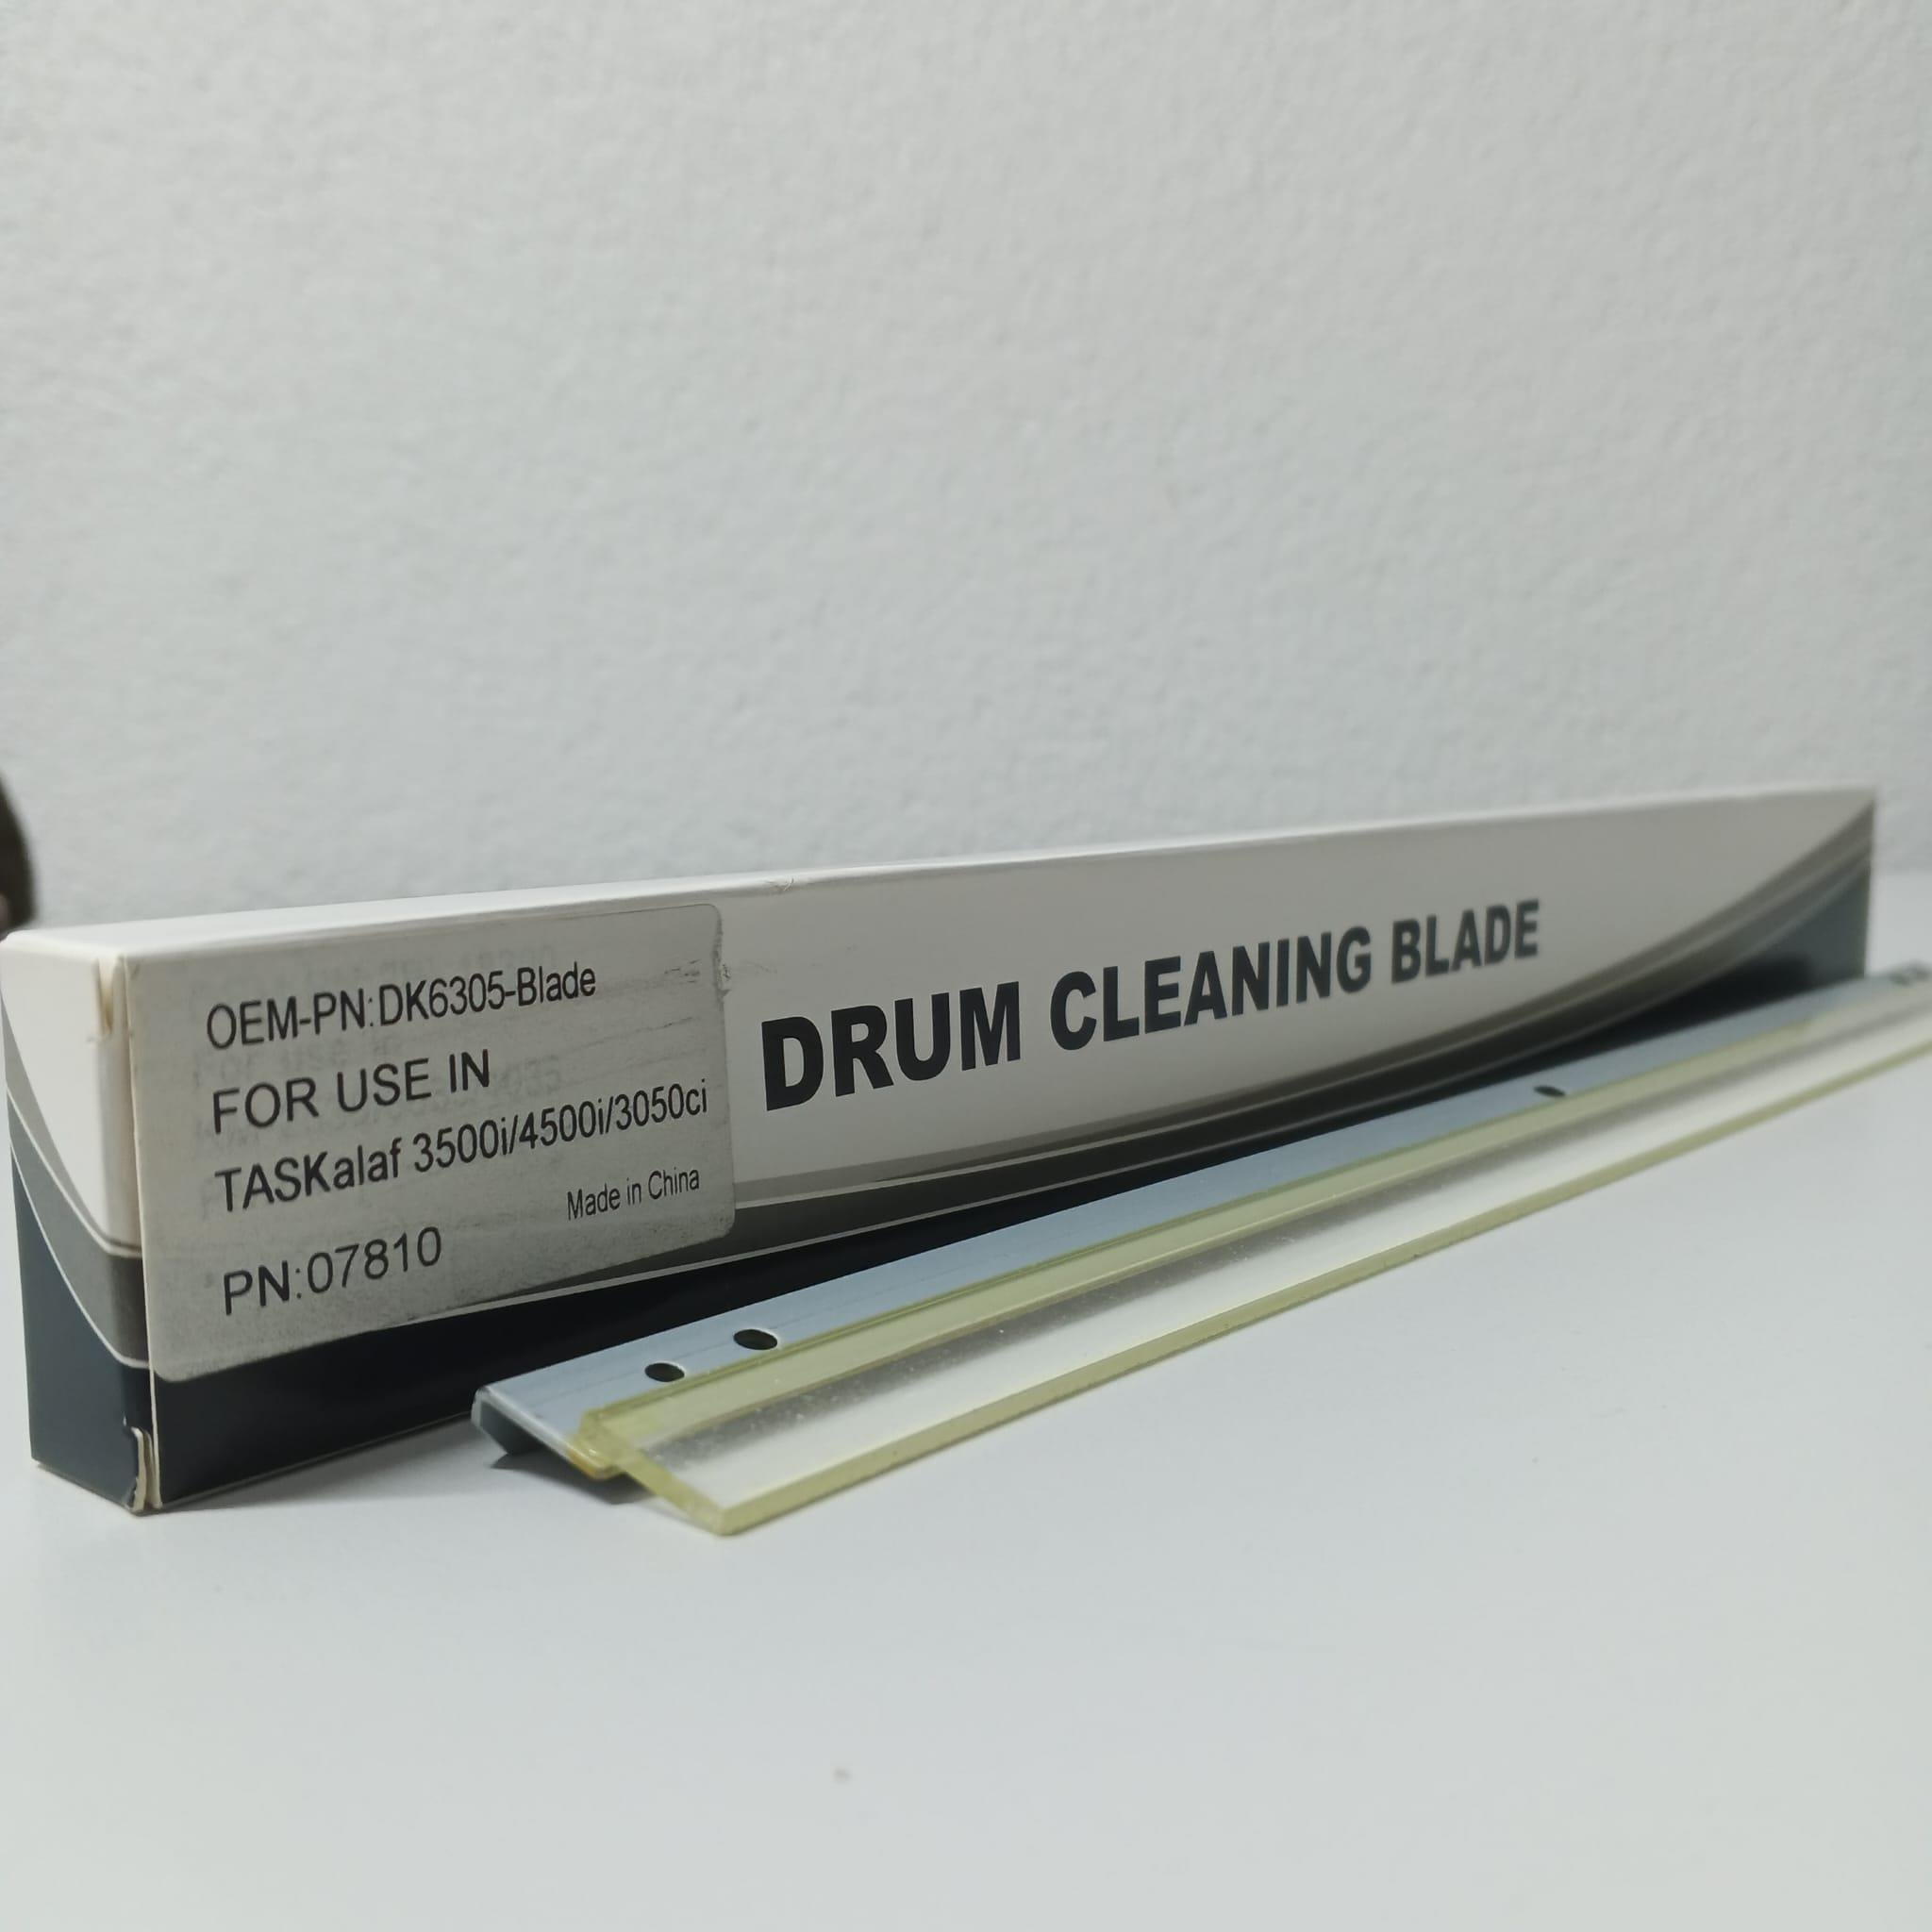 OEM-PN:DK6305-Blade
FOR USE IN
TASKalaf 3500i/4500i/3050ci
Made in China
PN:07810
DRUM CLEANING BLADE